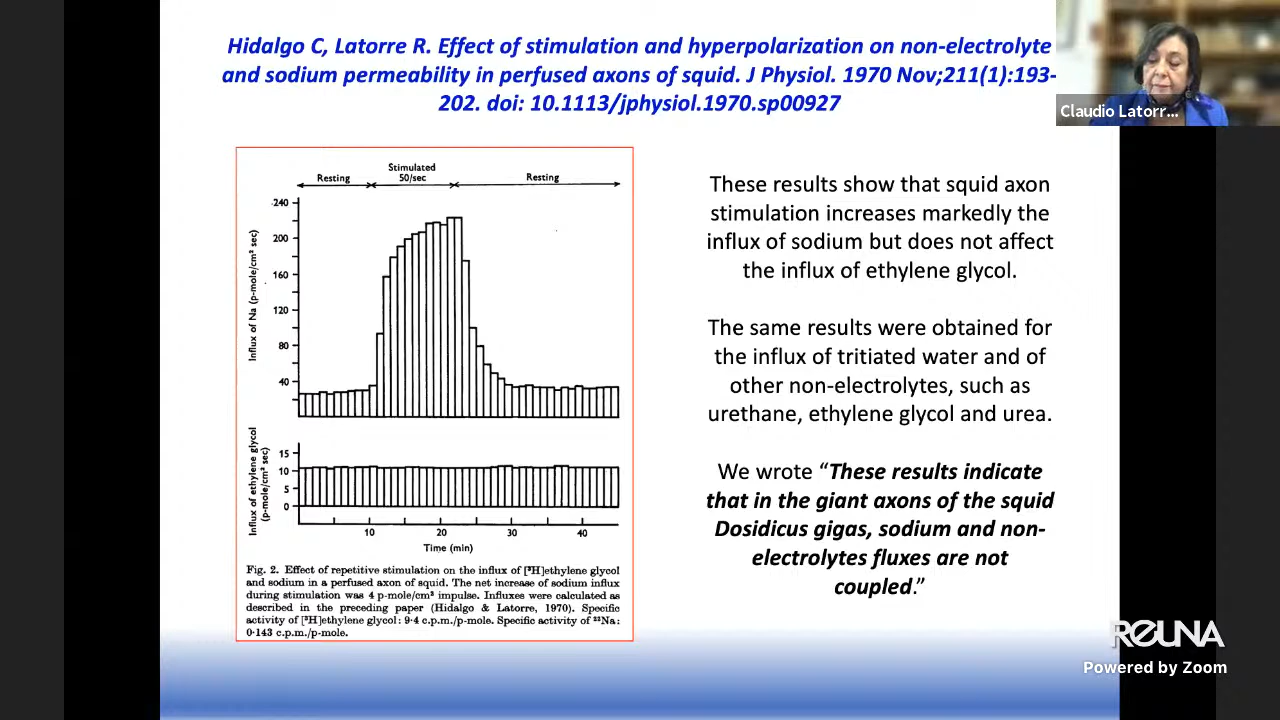 Hidalgo C, Latorre R. Effect of stimulation and hyperpolarization on non-electrolyte
and sodium permeability in perfused axons of squid. J Physiol. 1970 Nov;211(1):193-
202. doi: 10.1113/jphysiol.1970.sp00927
Claudio Latorr...
Resting
Stimulated
50/sec
Resting
240
200
160
120
80
40
Influx of Na (p-mole/cm² sec)
15
10
5
0
Influx of ethylene glycol
(p-mole/cm² sec)
10
20
30
40
Time (min)
Fig. 2. Effect of repetitive stimulation on the influx of [³H]ethylene glycol
and sodium in a perfused axon of squid. The net increase of sodium influx
during stimulation was 4 p-mole/cm² impulse. Influxes were calculated as
described in the preceding paper (Hidalgo & Latorre, 1970). Specific
activity of [³H]ethylene glycol: 9·4 c.p.m./p-mole. Specific activity of ²²Na:
0·143 c.p.m./p-mole.
These results show that squid axon
stimulation increases markedly the
influx of sodium but does not affect
the influx of ethylene glycol.
The same results were obtained for
the influx of tritiated water and of
other non-electrolytes, such as
urethane, ethylene glycol and urea.
We wrote “These results indicate
that in the giant axons of the squid
Dosidicus gigas, sodium and non-
electrolytes fluxes are not
coupled.”
REUNA
Powered by Zoom